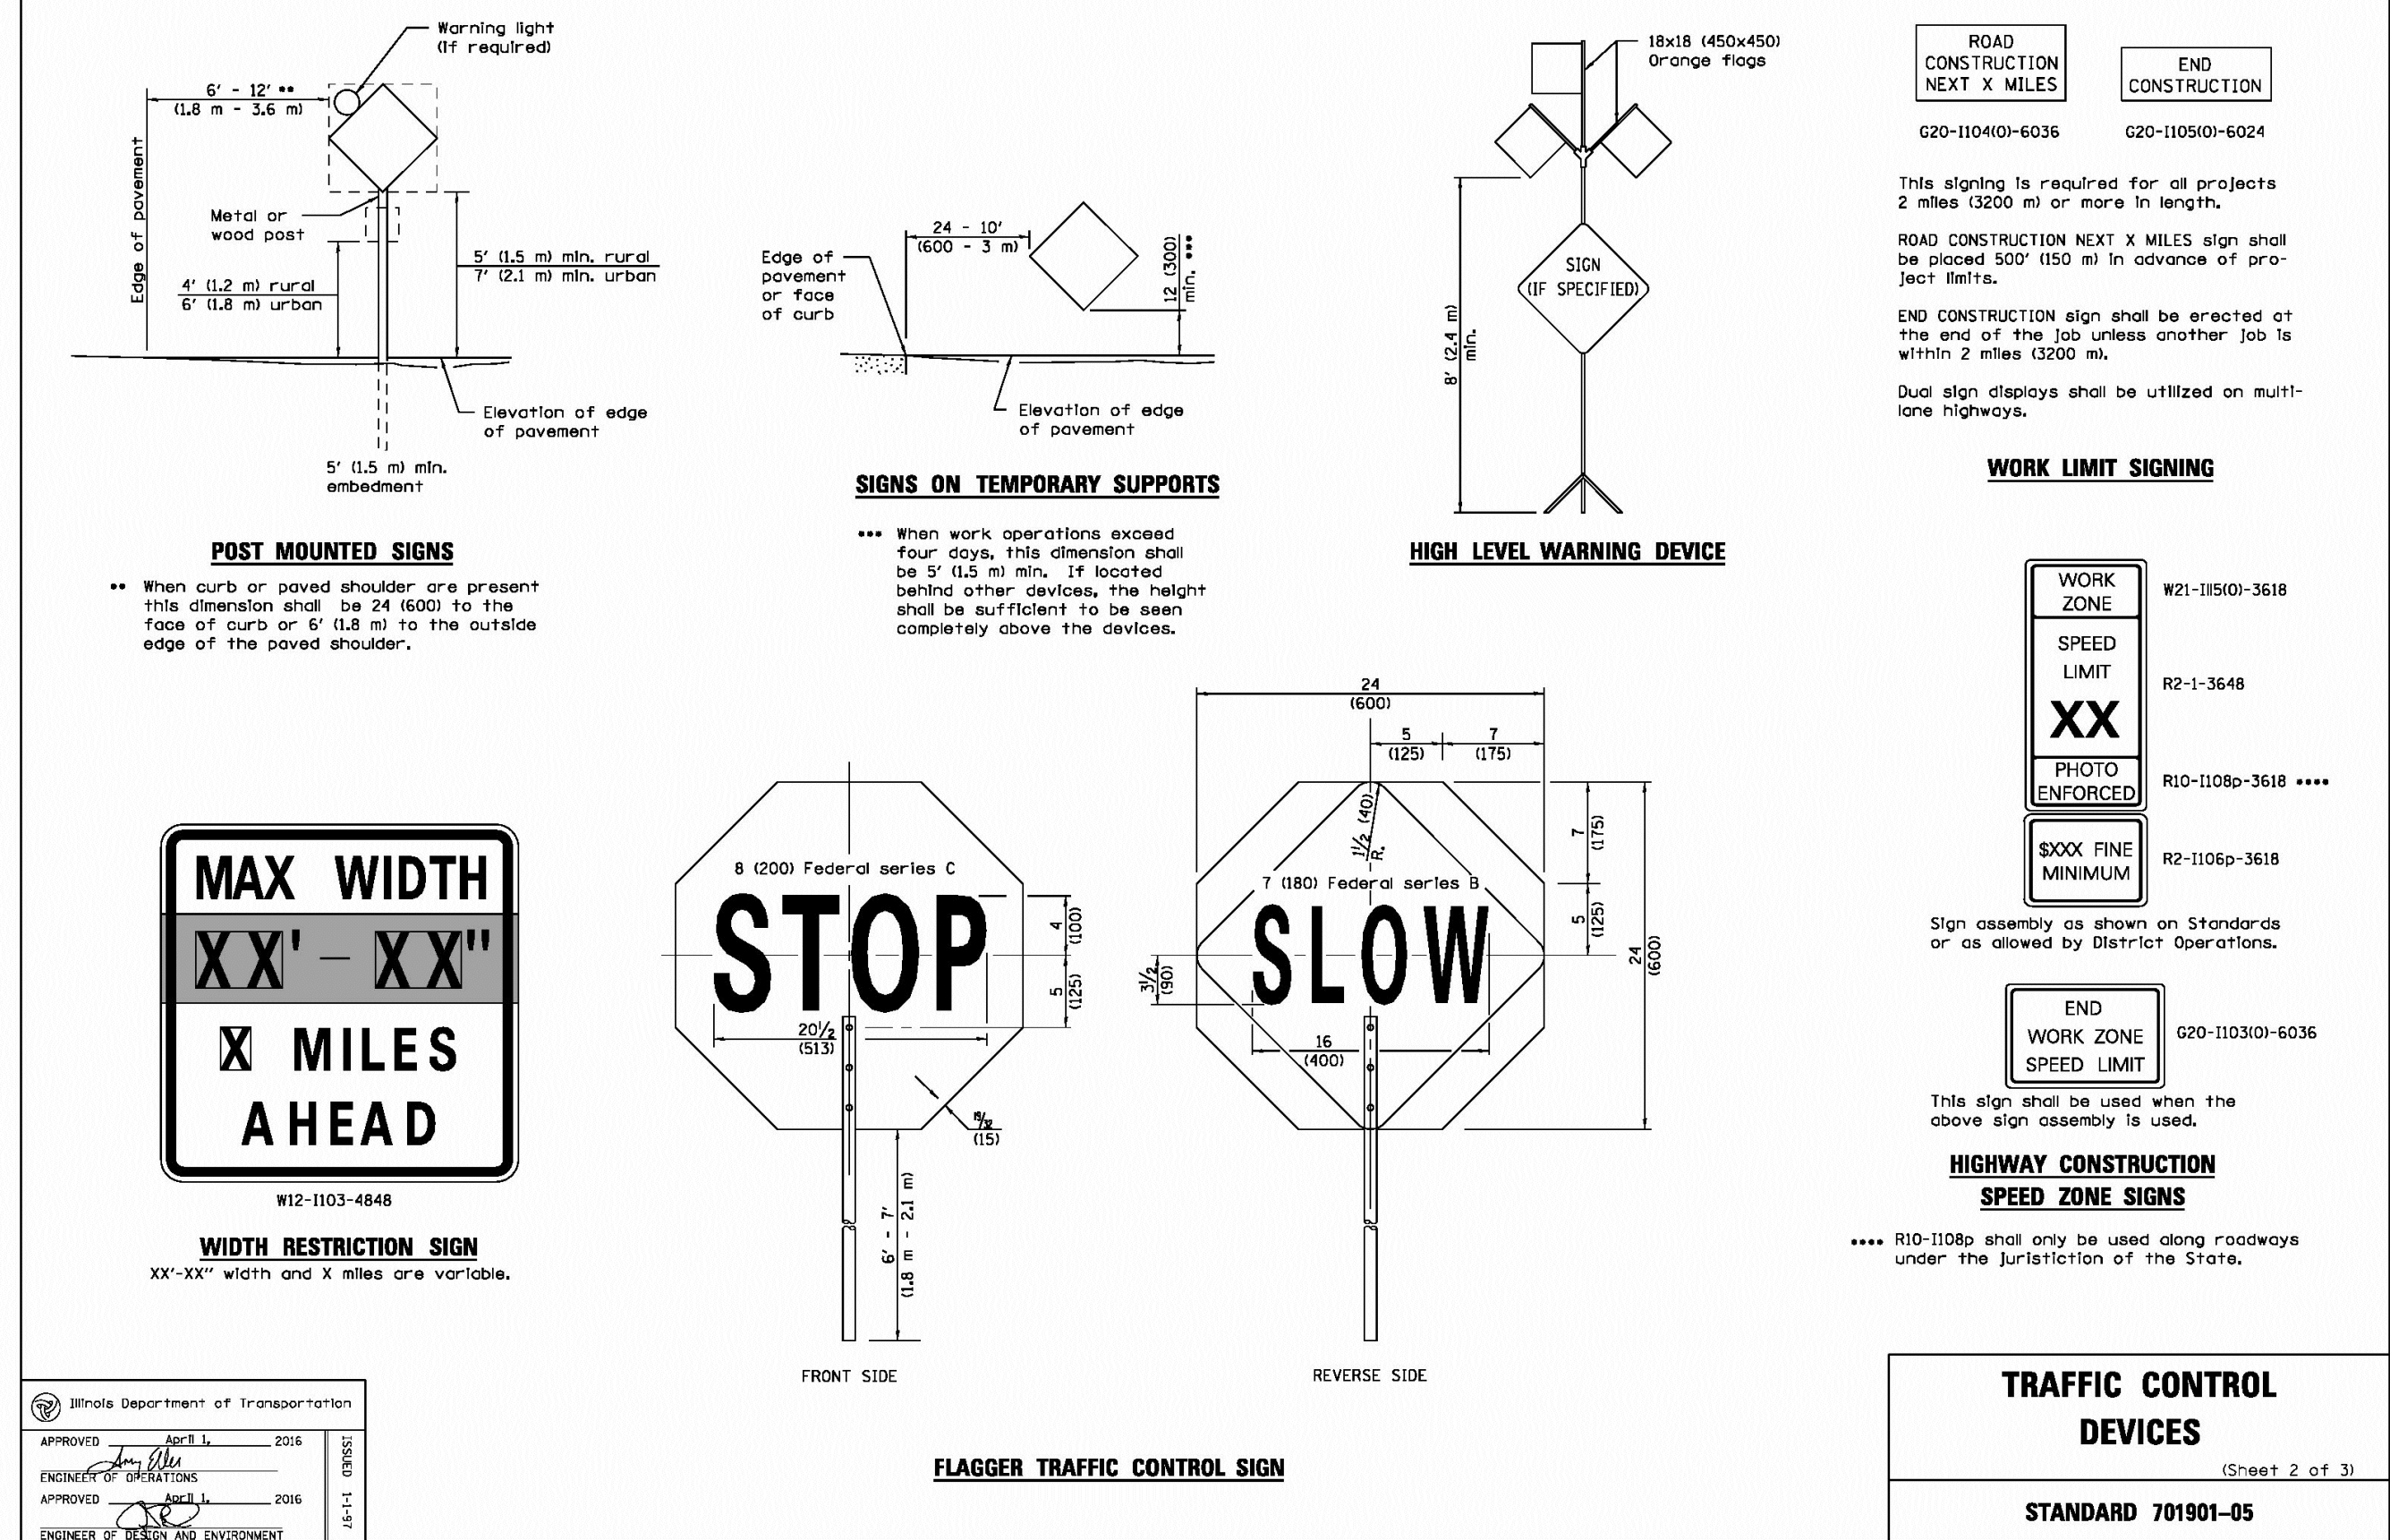 Warning light
(if required)
6' - 12' **
(1.8 m - 3.6 m)
Edge of pavement
Metal or
wood post
5' (1.5 m) min. rural
7' (2.1 m) min. urban
4' (1.2 m) rural
6' (1.8 m) urban
Elevation of edge
of pavement
5' (1.5 m) min.
embedment
POST MOUNTED SIGNS
** When curb or paved shoulder are present
this dimension shall be 24 (600) to the
face of curb or 6' (1.8 m) to the outside
edge of the paved shoulder.
24 - 10'
(600 - 3 m)
12 (300)
min. ***
Edge of
pavement
or face
of curb
Elevation of edge
of pavement
SIGNS ON TEMPORARY SUPPORTS
*** When work operations exceed
four days, this dimension shall
be 5' (1.5 m) min. If located
behind other devices, the height
shall be sufficient to be seen
completely above the devices.
18x18 (450x450)
Orange flags
SIGN
(IF SPECIFIED)
8' (2.4 m)
min.
HIGH LEVEL WARNING DEVICE
ROAD
CONSTRUCTION
NEXT X MILES
G20-I104(0)-6036
END
CONSTRUCTION
G20-I105(0)-6024
This signing is required for all projects
2 miles (3200 m) or more in length.
ROAD CONSTRUCTION NEXT X MILES sign shall
be placed 500' (150 m) in advance of pro-
ject limits.
END CONSTRUCTION sign shall be erected at
the end of the job unless another job is
within 2 miles (3200 m).
Dual sign displays shall be utilized on multi-
lane highways.
WORK LIMIT SIGNING
WORK
ZONE
W21-I115(0)-3618
SPEED
LIMIT
XX
R2-1-3648
PHOTO
ENFORCED
R10-I108p-3618 ****
$XXX FINE
MINIMUM
R2-I106p-3618
Sign assembly as shown on Standards
or as allowed by District Operations.
END
WORK ZONE
SPEED LIMIT
G20-I103(0)-6036
This sign shall be used when the
above sign assembly is used.
HIGHWAY CONSTRUCTION
SPEED ZONE SIGNS
**** R10-I108p shall only be used along roadways
under the juristiction of the State.
MAX WIDTH
XX' - XX"
X MILES
AHEAD
W12-I103-4848
WIDTH RESTRICTION SIGN
XX'-XX" width and X miles are variable.
8 (200) Federal series C
STOP
4
(100)
5
(125)
20 1/2
(513)
19/32
(15)
6' - 7'
(1.8 m - 2.1 m)
FRONT SIDE
24
(600)
5
(125)
7
(175)
1 1/2 (40)
R.
7
(175)
5
(125)
24
(600)
7 (180) Federal series B
SLOW
3 1/2
(90)
16
(400)
REVERSE SIDE
FLAGGER TRAFFIC CONTROL SIGN
Illinois Department of Transportation
APPROVED April 1, 2016
ENGINEER OF OPERATIONS
APPROVED April 1, 2016
ENGINEER OF DESIGN AND ENVIRONMENT
ISSUED 1-1-97
TRAFFIC CONTROL
DEVICES
(Sheet 2 of 3)
STANDARD 701901-05